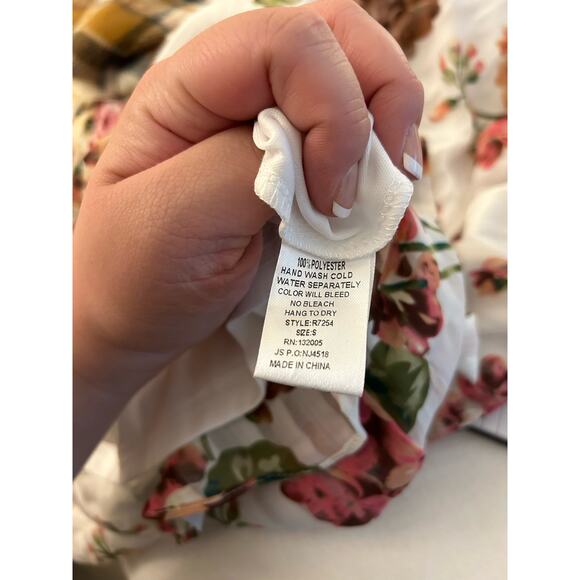 100% POLYESTER
HAND WASH COLD
WATER SEPARATELY
COLOR WILL BLEED
NO BLEACH
HANG TO DRY
STYLE:R7254
SIZE:S
RN:132005
JS P.O:NJ4518
MADE IN CHINA